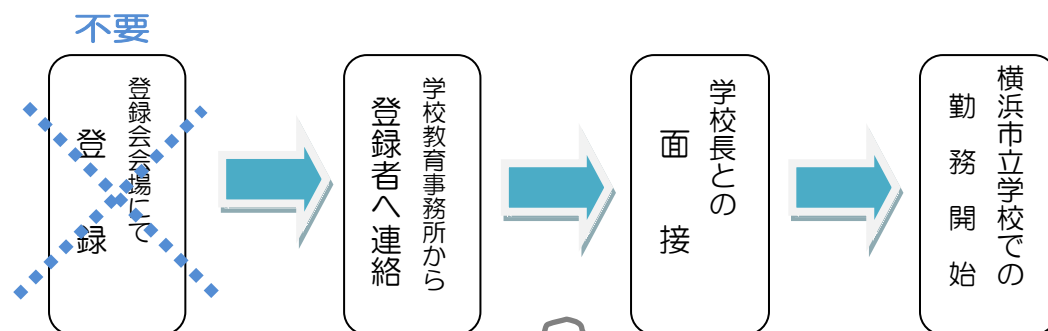 不要
登録会会場にて
登録
学校教育事務所から
登録者へ連絡
学校長との
面接
横浜市立学校での
勤務開始